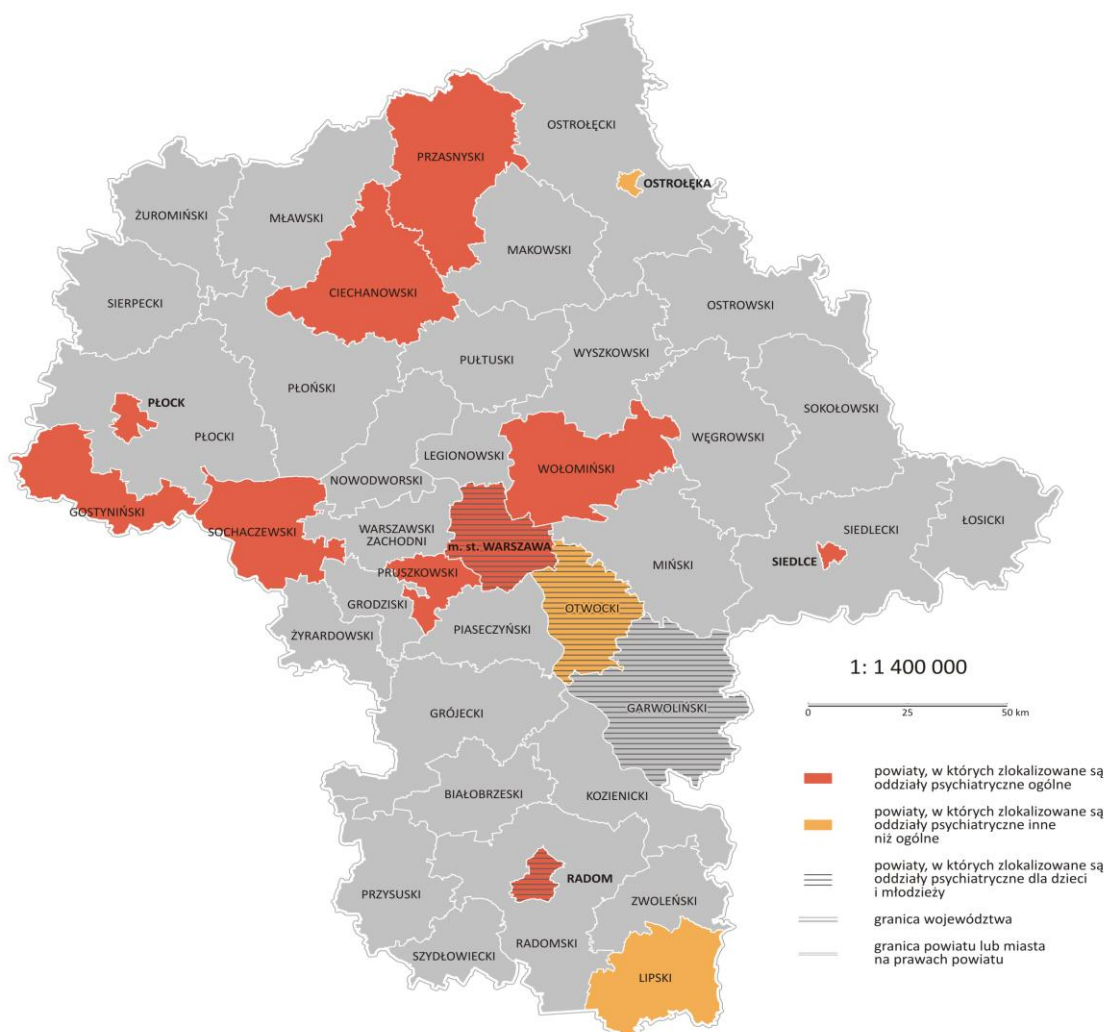 OSTROŁĘCKI
PRZASNYSKI
OSTROŁĘKA
ŻUROMIŃSKI
MŁAWSKI
MAKOWSKI
CIECHANOWSKI
SIERPECKI
OSTROWSKI
WYSZKOWSKI
PUŁTUSKI
PŁOŃSKI
PŁOCK
SOKOŁOWSKI
PŁOCKI
WĘGROWSKI
LEGIONOWSKI
WOŁOMIŃSKI
NOWODWORSKI
GOSTYNIŃSKI
SOCHACZEWSKI
WARSZAWSKI
ZACHODNI
SIEDLECKI
ŁOSICKI
m. st. WARSZAWA
SIEDLCE
MIŃSKI
PRUSZKOWSKI
GRODZISKI
OTWOCKI
ŻYRARDOWSKI
PIASECZYŃSKI
1: 1 400 000
GARWOLIŃSKI
GRÓJECKI
0 25 50 km
powiaty, w których zlokalizowane są
oddziały psychiatryczne ogólne
BIAŁOBRZESKI
KOZIENICKI
powiaty, w których zlokalizowane są
oddziały psychiatryczne inne
niż ogólne
powiaty, w których zlokalizowane są
oddziały psychiatryczne dla dzieci
i młodzieży
RADOM
PRZYSUSKI
ZWOLEŃSKI
granica województwa
RADOMSKI
SZYDŁOWIECKI
granica powiatu lub miasta
na prawach powiatu
LIPSKI